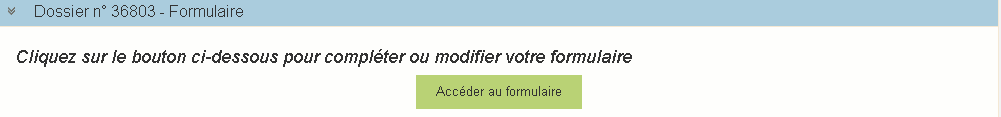 Dossier n° 36803 - Formulaire
Cliquez sur le bouton ci-dessous pour compléter ou modifier votre formulaire
Accéder au formulaire